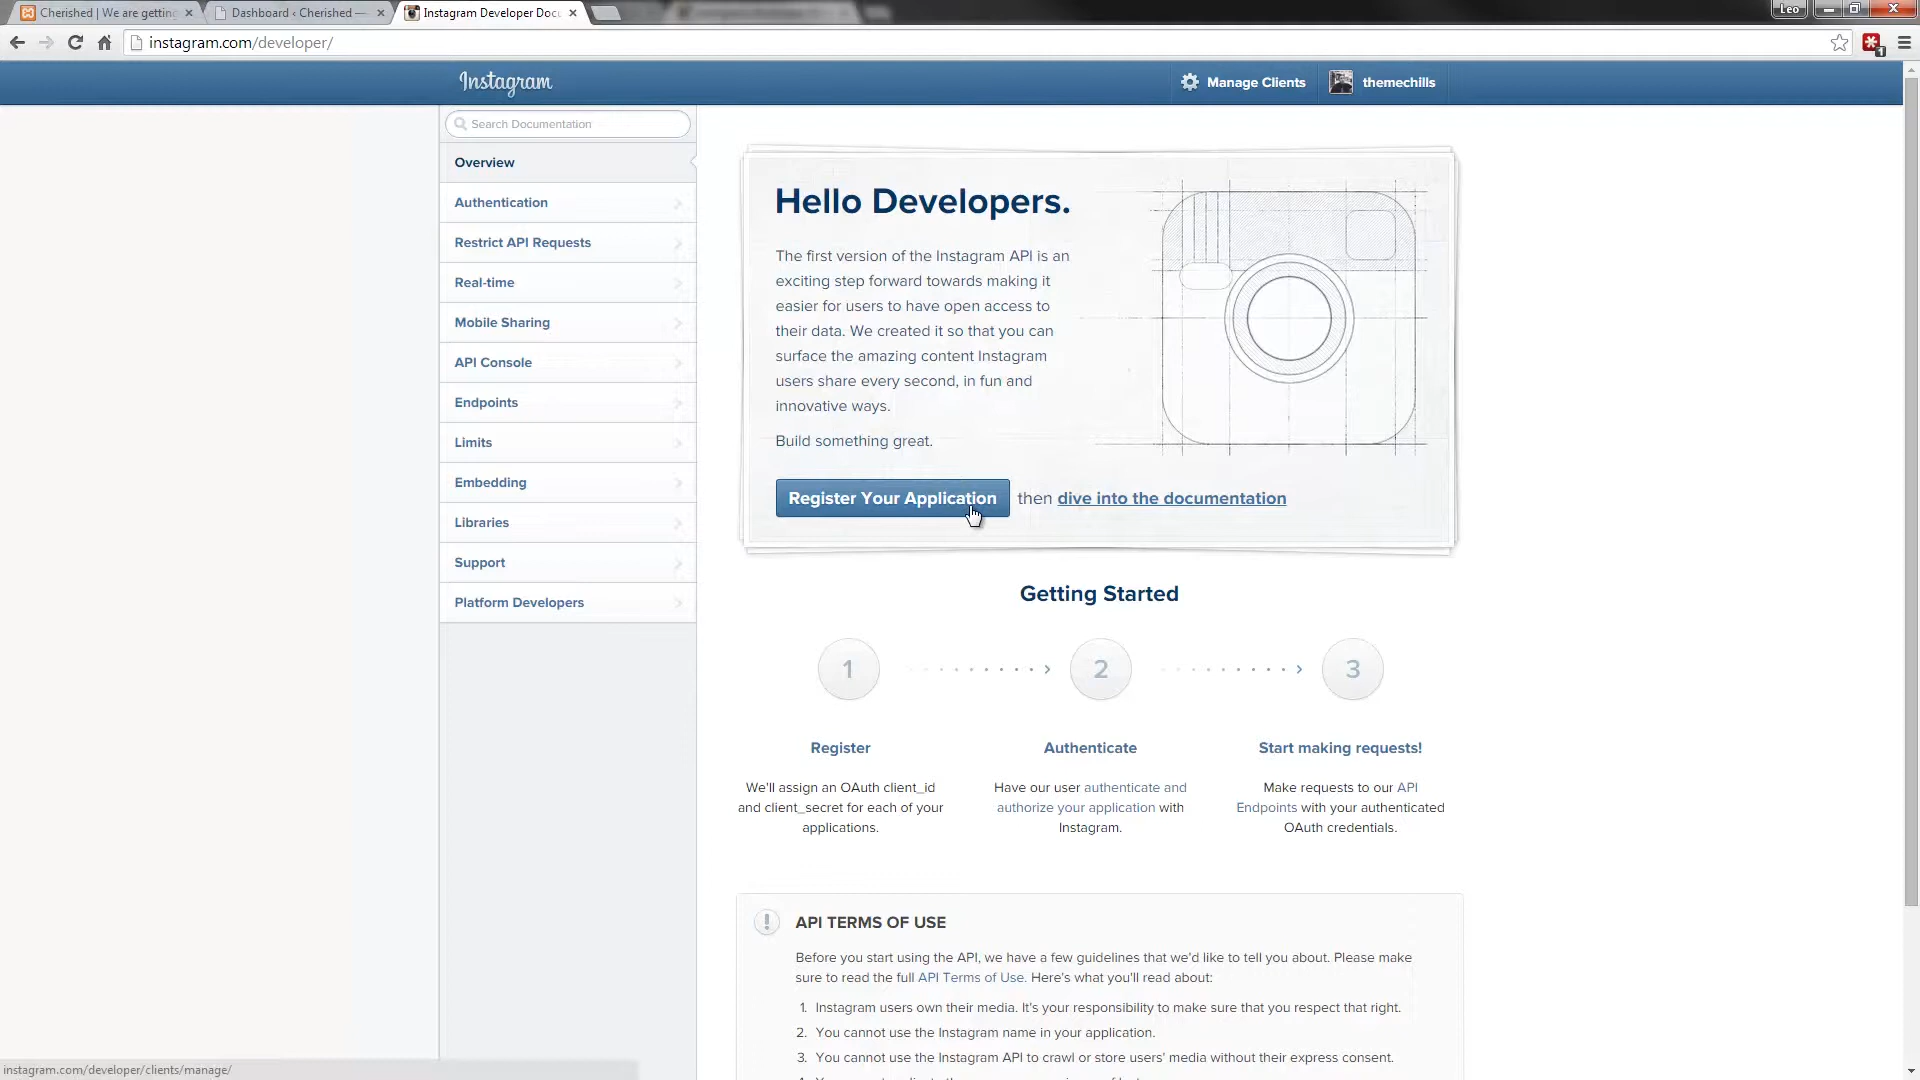 Cherished | We are getting
Dashboard ‹ Cherished —
Instagram Developer Doc
Leo
instagram.com/developer/
1
Instagram
Manage Clients
themechills
Search Documentation
Overview
Authentication
Restrict API Requests
Real-time
Mobile Sharing
API Console
Endpoints
Limits
Embedding
Libraries
Support
Platform Developers
Hello Developers.
The first version of the Instagram API is an
exciting step forward towards making it
easier for users to have open access to
their data. We created it so that you can
surface the amazing content Instagram
users share every second, in fun and
innovative ways.
Build something great.
Register Your Application then dive into the documentation
Getting Started
1
2
3
Register
We'll assign an OAuth client_id
and client_secret for each of your
applications.
Authenticate
Have our user authenticate and
authorize your application with
Instagram.
Start making requests!
Make requests to our API
Endpoints with your authenticated
OAuth credentials.
! API TERMS OF USE
Before you start using the API, we have a few guidelines that we'd like to tell you about. Please make
sure to read the full API Terms of Use. Here's what you'll read about:
1. Instagram users own their media. It's your responsibility to make sure that you respect that right.
2. You cannot use the Instagram name in your application.
3. You cannot use the Instagram API to crawl or store users' media without their express consent.
instagram.com/developer/clients/manage/